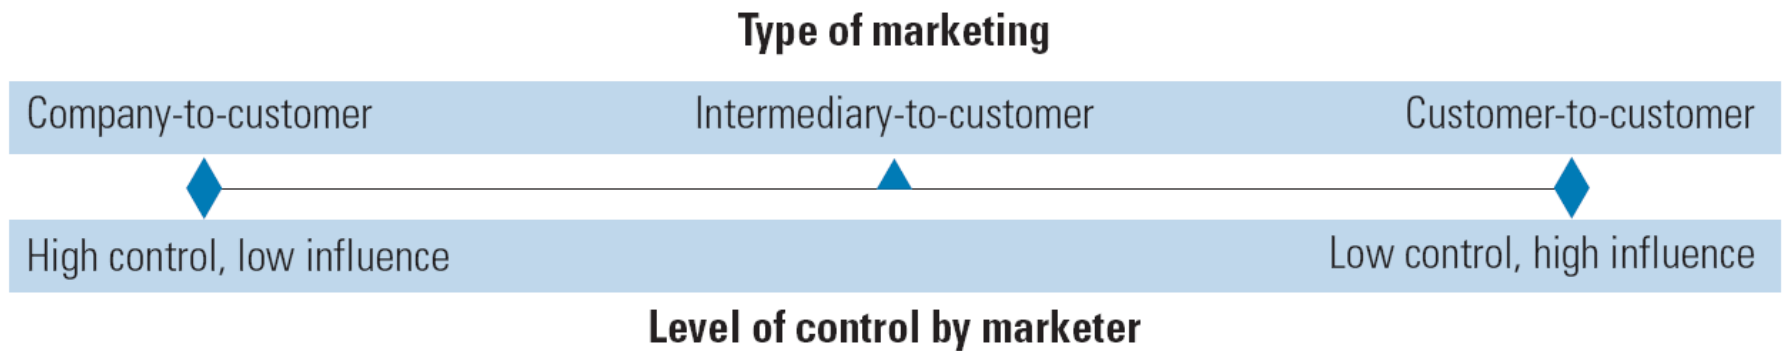 Type of marketing
Company-to-customer Intermediary-to-customer Customer-to-customer
High control, low influence Low control, high influence
Level of control by marketer